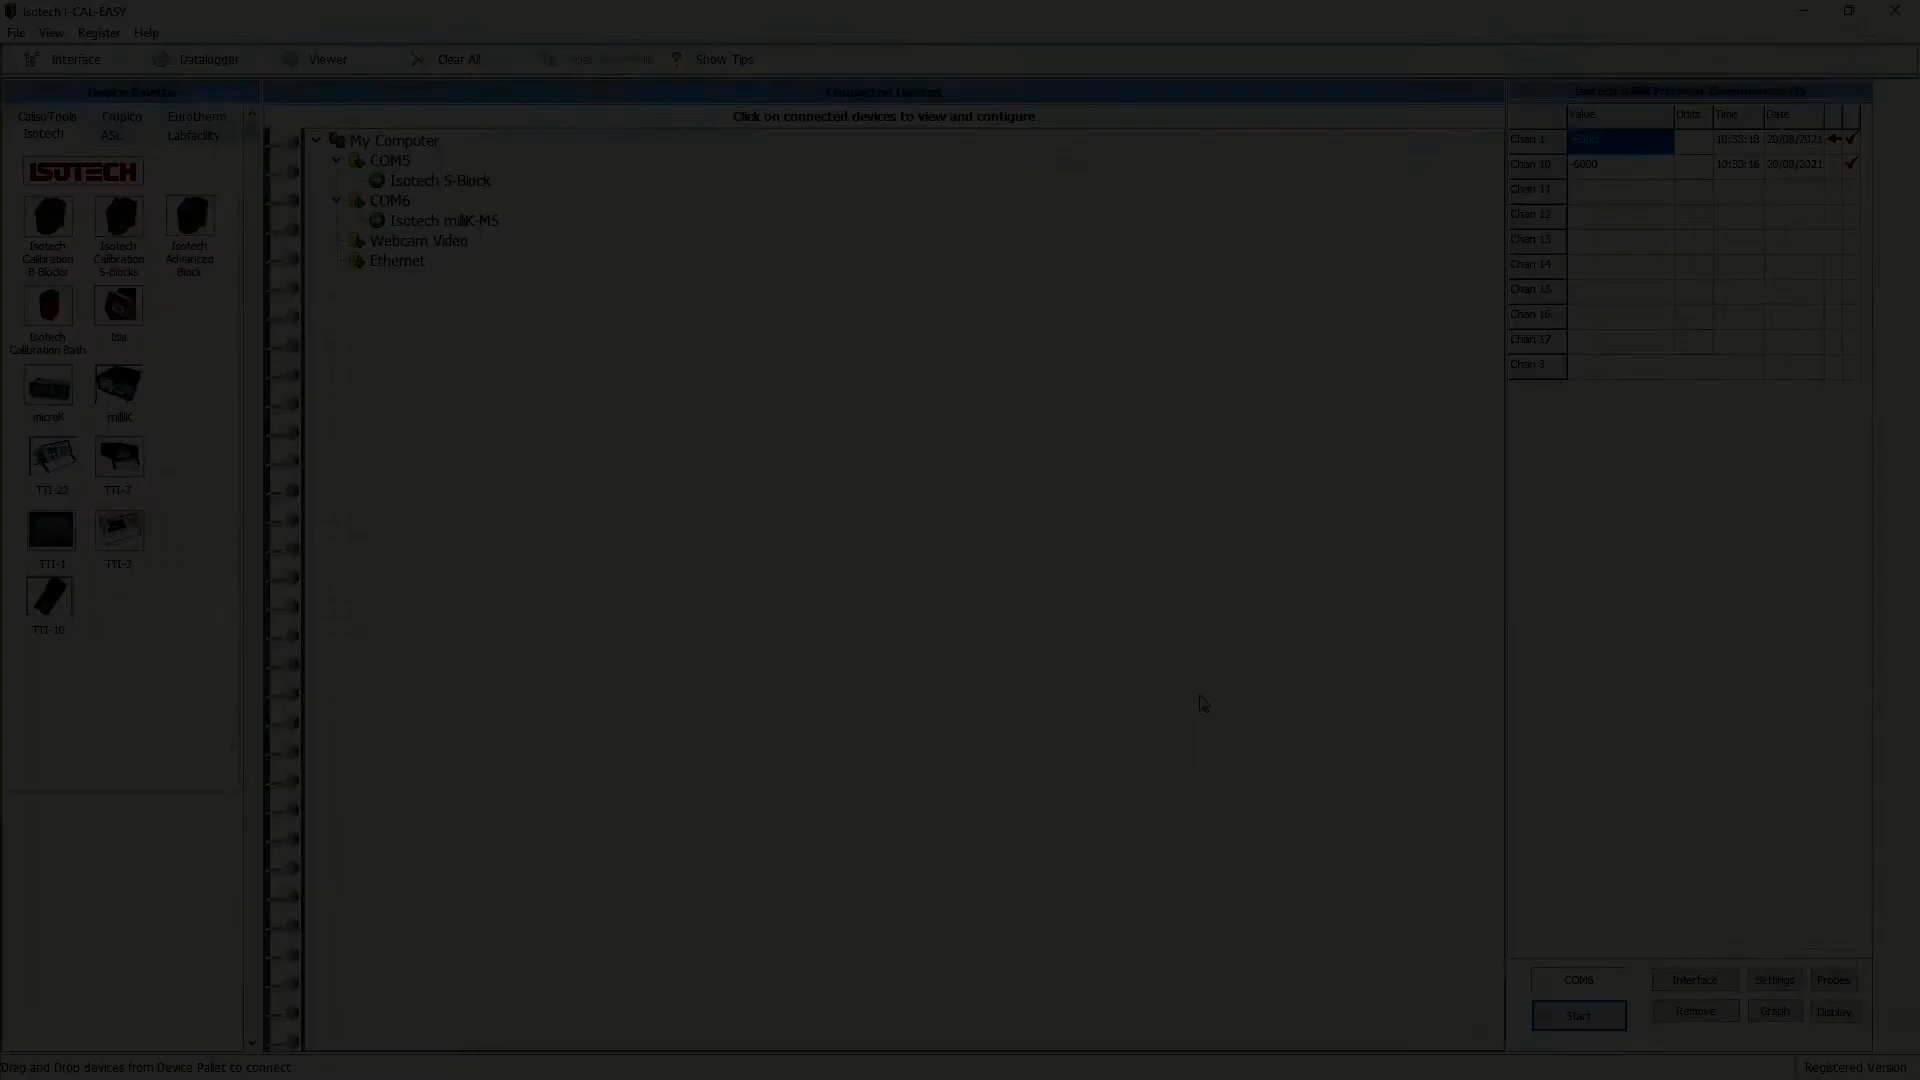 isotech I-CAL-EASY
File View Register Help
Interface Datalogger Viewer Clear All Show Tips
Device Palette
Connected Devices
CalsoTools Cropico Eurotherm
Isotech ASL Labfacility
ISOTECH
Isotech Calibration B-Blocks
Isotech Calibration S-Blocks
Isotech Advanced Block
Isotech Calibration Bath
Isis
microK
milliK
TTI-22
TTI-7
TTI-1
TTI-2
TTI-10
Click on connected devices to view and configure
My Computer
COM5
Isotech S-Block
COM6
Isotech milliK-MS
Webcam Video
Ethernet
Value Units Time Date
Chan 1 -6000 10:33:18 20/08/2021
Chan 10 -6000 10:33:16 20/08/2021
Chan 11
Chan 12
Chan 13
Chan 14
Chan 15
Chan 16
Chan 17
Chan 3
COM6 Interface Settings Probes
Start Remove Graph Display
Drag and Drop devices from Device Pallet to connect
Registered Version